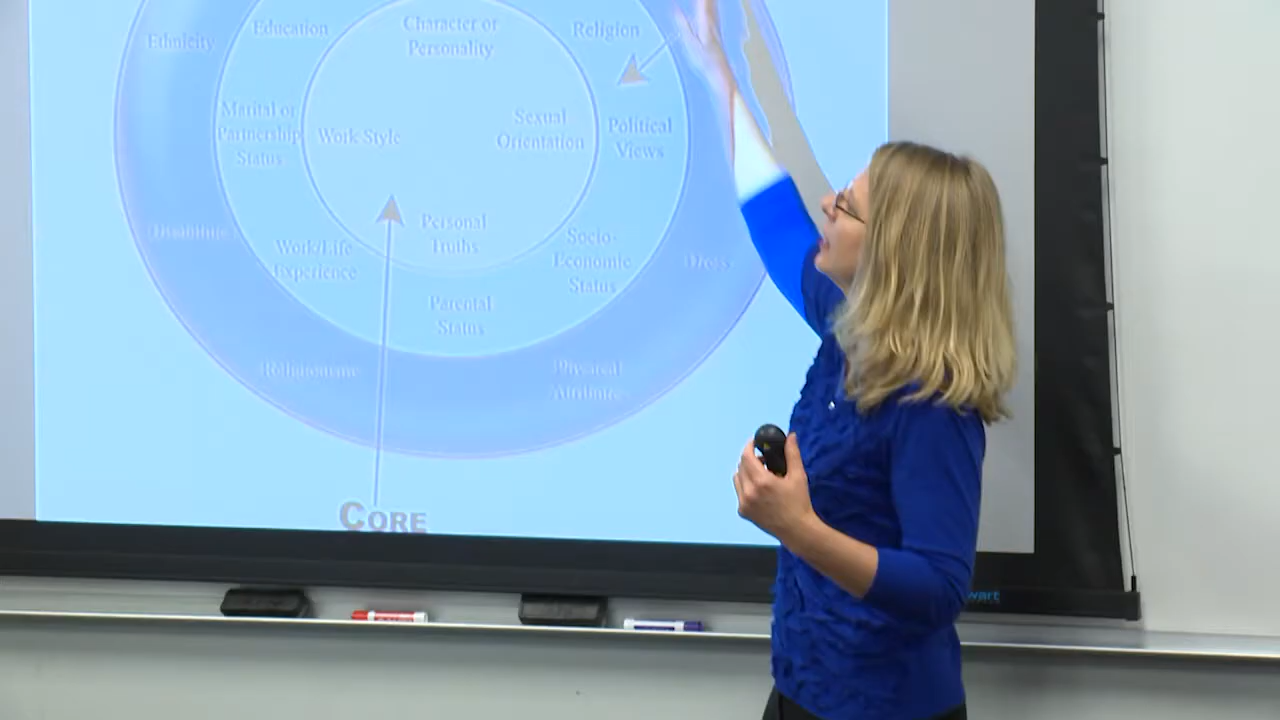 Character or
Personality
Education
Religion
Ethnicity
Marital or
Partnership
Status
Work Style
Sexual
Orientation
Political
Views
Personal
Truths
Work/Life
Experience
Socio-
Economic
Status
Dress
Parental
Status
Physical
CORE